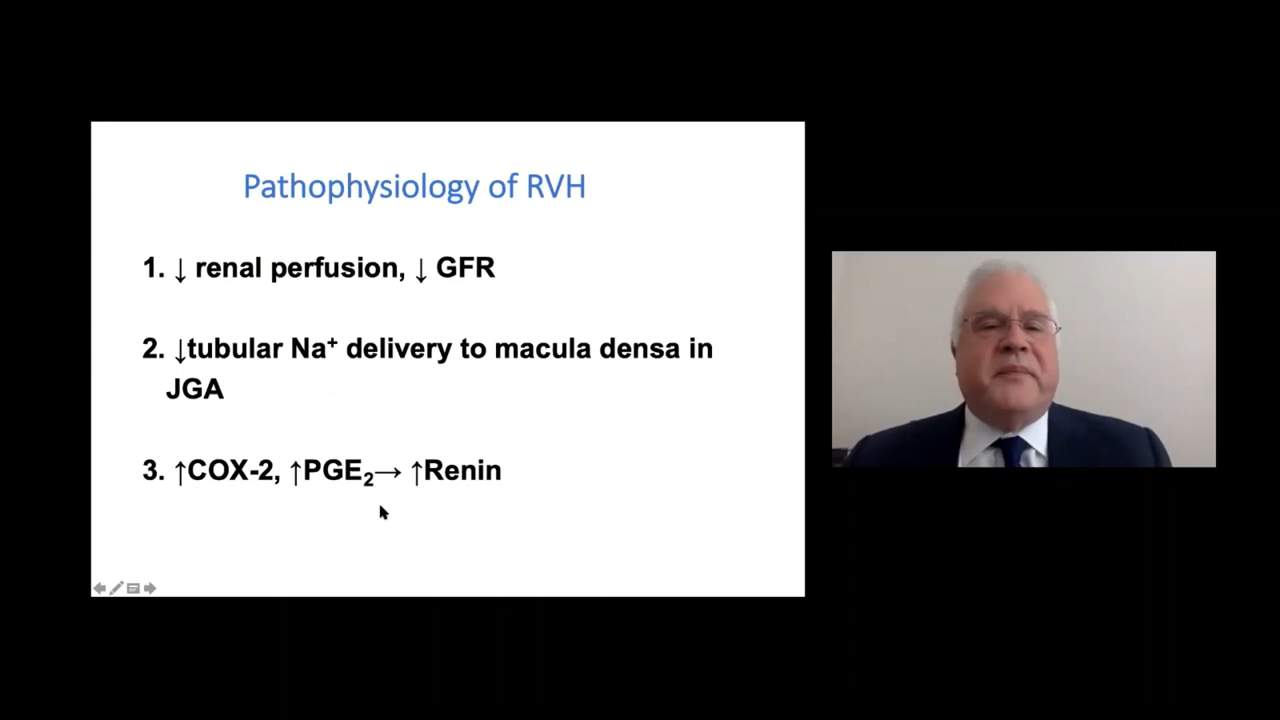 Pathophysiology of RVH
1. ↓ renal perfusion, ↓ GFR
2. ↓tubular Na⁺ delivery to macula densa in
JGA
3. ↑COX-2, ↑PGE₂→ ↑Renin